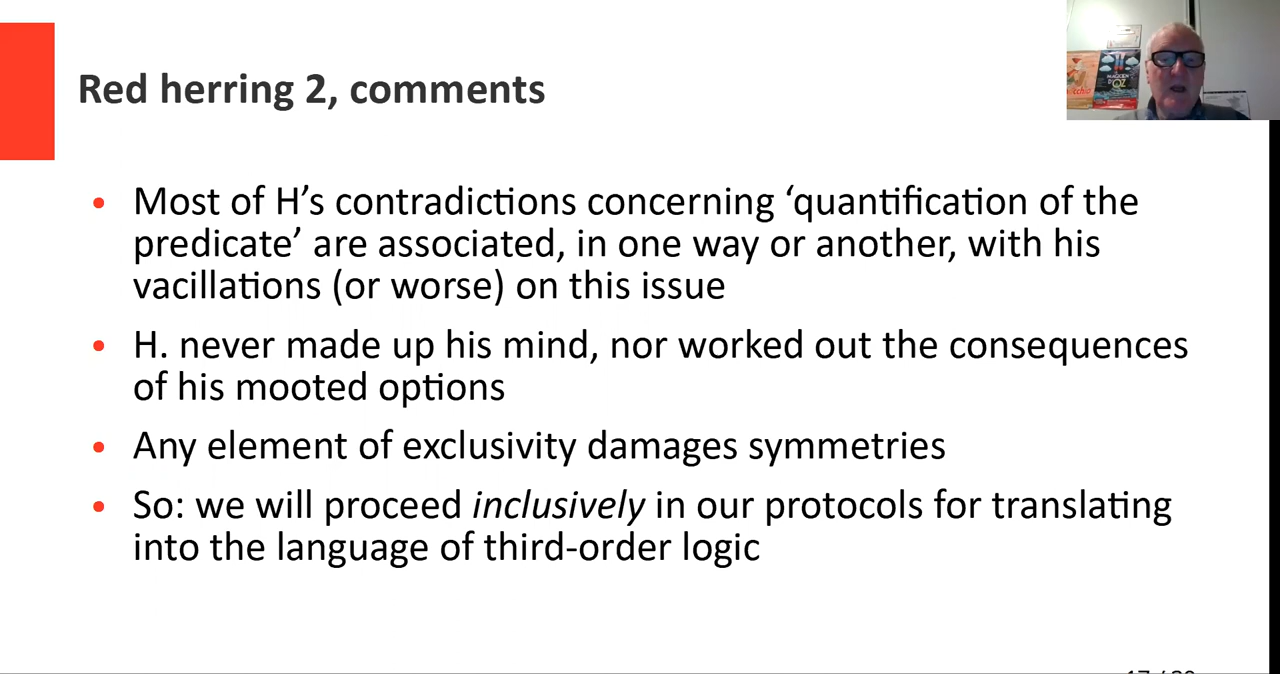 Red herring 2, comments
• Most of H’s contradictions concerning ‘quantification of the
predicate’ are associated, in one way or another, with his
vacillations (or worse) on this issue
• H. never made up his mind, nor worked out the consequences
of his mooted options
• Any element of exclusivity damages symmetries
• So: we will proceed inclusively in our protocols for translating
into the language of third-order logic
OZ